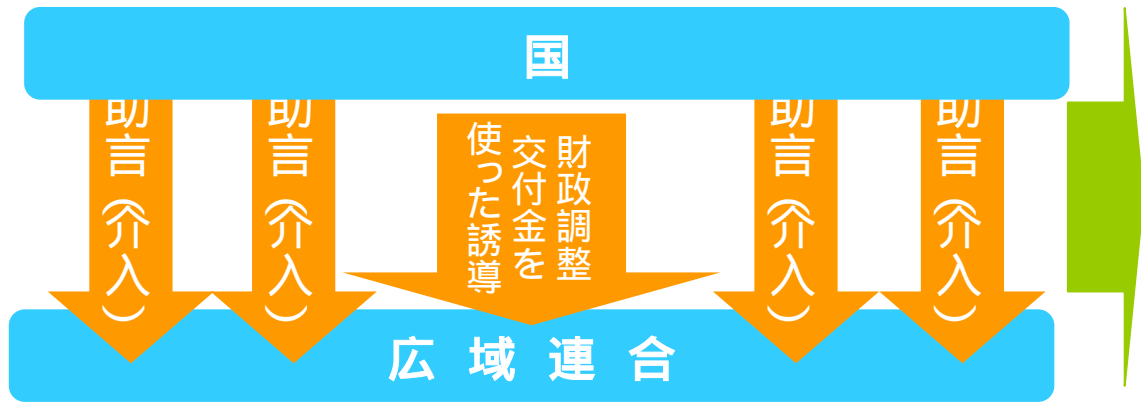 国
助言（介入）
助言（介入）
財政調整
交付金を
使った誘導
助言（介入）
助言（介入）
広域連合